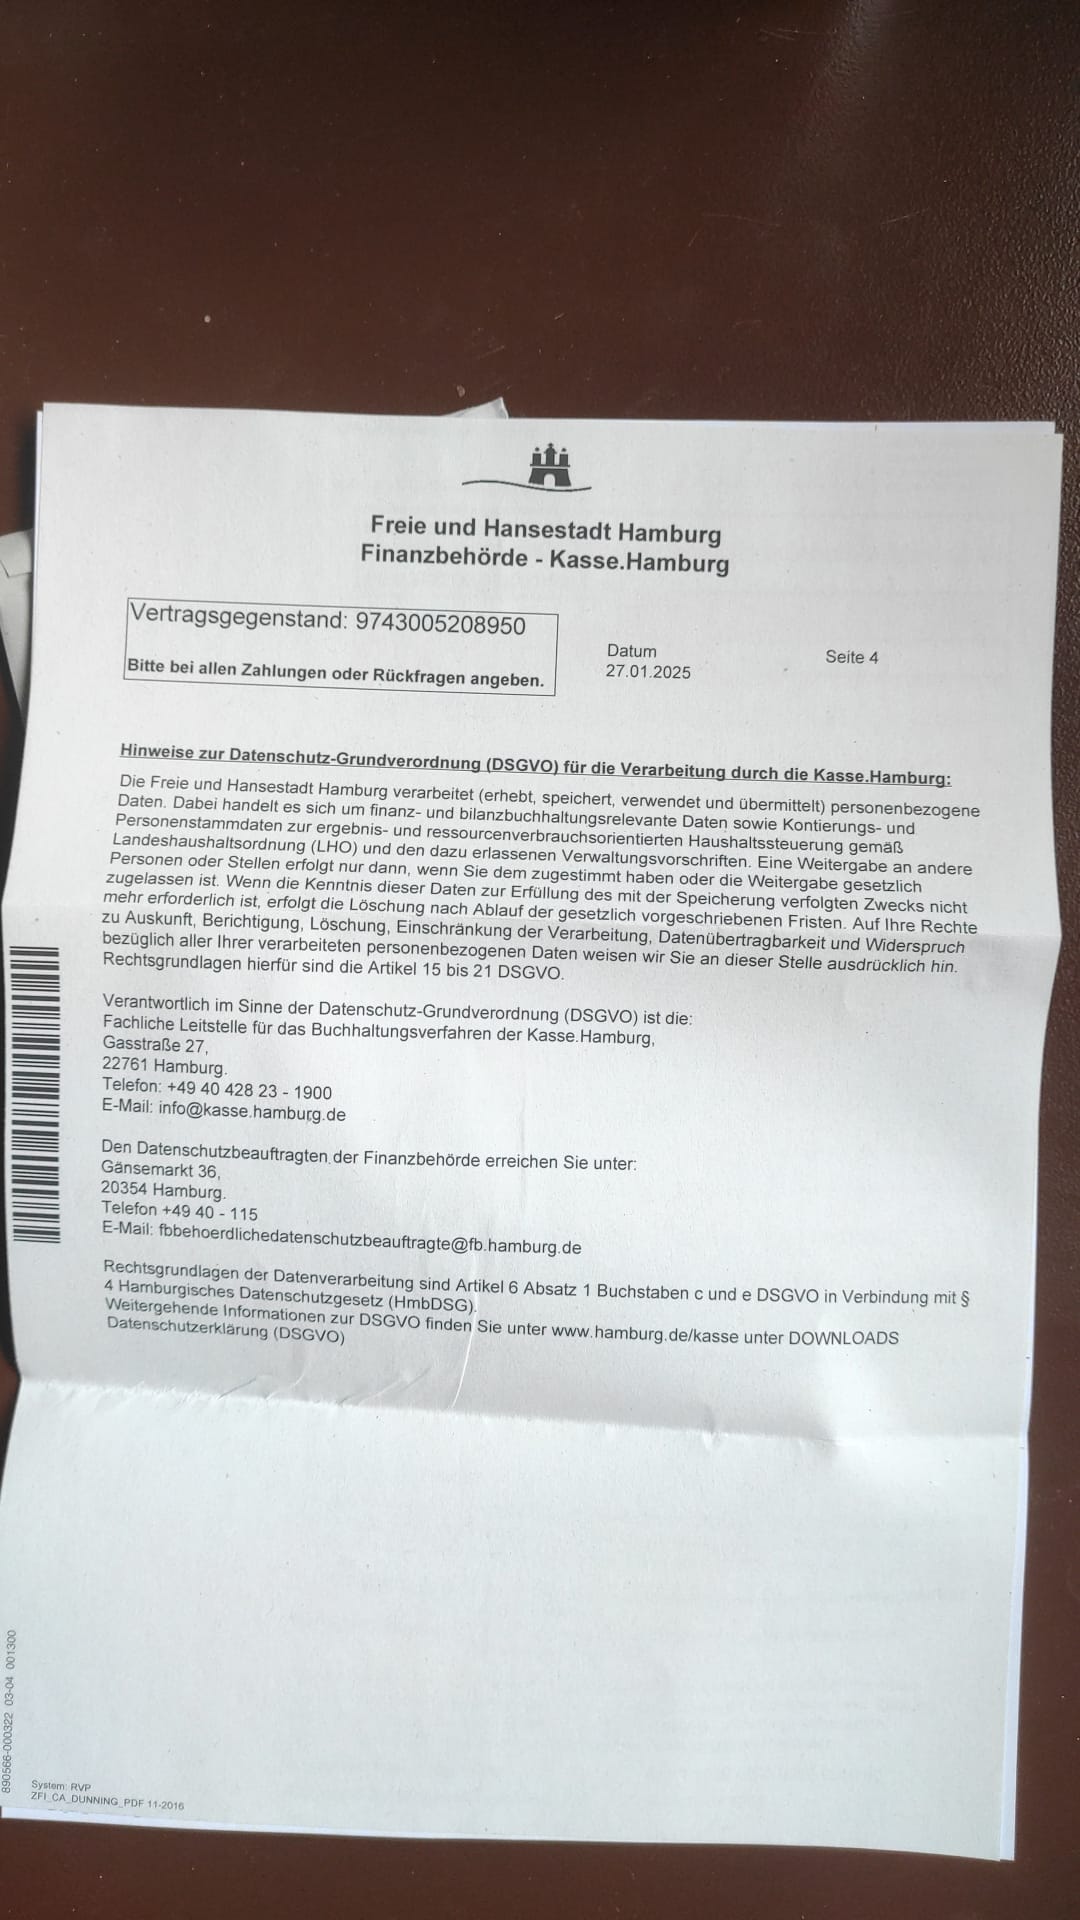 Freie und Hansestadt Hamburg
Finanzbehörde - Kasse.Hamburg
Vertragsgegenstand: 9743005208950
Bitte bei allen Zahlungen oder Rückfragen angeben.
Datum
27.01.2025
Seite 4
Hinweise zur Datenschutz-Grundverordnung (DSGVO) für die Verarbeitung durch die Kasse.Hamburg:
Die Freie und Hansestadt Hamburg verarbeitet (erhebt, speichert, verwendet und übermittelt) personenbezogene
Daten. Dabei handelt es sich um finanz- und bilanzbuchhaltungsrelevante Daten sowie Kontierungs- und
Personenstammdaten zur ergebnis- und ressourcenverbrauchsorientierten Haushaltssteuerung gemäß
Landeshaushaltsordnung (LHO) und den dazu erlassenen Verwaltungsvorschriften. Eine Weitergabe an andere
Personen oder Stellen erfolgt nur dann, wenn Sie dem zugestimmt haben oder die Weitergabe gesetzlich
zugelassen ist. Wenn die Kenntnis dieser Daten zur Erfüllung des mit der Speicherung verfolgten Zwecks nicht
mehr erforderlich ist, erfolgt die Löschung nach Ablauf der gesetzlich vorgeschriebenen Fristen. Auf Ihre Rechte
zu Auskunft, Berichtigung, Löschung, Einschränkung der Verarbeitung, Datenübertragbarkeit und Widerspruch
bezüglich aller Ihrer verarbeiteten personenbezogenen Daten weisen wir Sie an dieser Stelle ausdrücklich hin.
Rechtsgrundlagen hierfür sind die Artikel 15 bis 21 DSGVO.
Verantwortlich im Sinne der Datenschutz-Grundverordnung (DSGVO) ist die:
Fachliche Leitstelle für das Buchhaltungsverfahren der Kasse.Hamburg,
Gasstraße 27,
22761 Hamburg.
Telefon: +49 40 428 23 - 1900
E-Mail: info@kasse.hamburg.de
Den Datenschutzbeauftragten der Finanzbehörde erreichen Sie unter:
Gänsemarkt 36,
20354 Hamburg.
Telefon +49 40 - 115
E-Mail: fbbehoerdlichedatenschutzbeauftragte@fb.hamburg.de
Rechtsgrundlagen der Datenverarbeitung sind Artikel 6 Absatz 1 Buchstaben c und e DSGVO in Verbindung mit §
4 Hamburgisches Datenschutzgesetz (HmbDSG).
Weitergehende Informationen zur DSGVO finden Sie unter www.hamburg.de/kasse unter DOWNLOADS
Datenschutzerklärung (DSGVO)
890566-000322 03-04 001300
System: RVP
ZFI_CA_DUNNING_PDF 11-2016